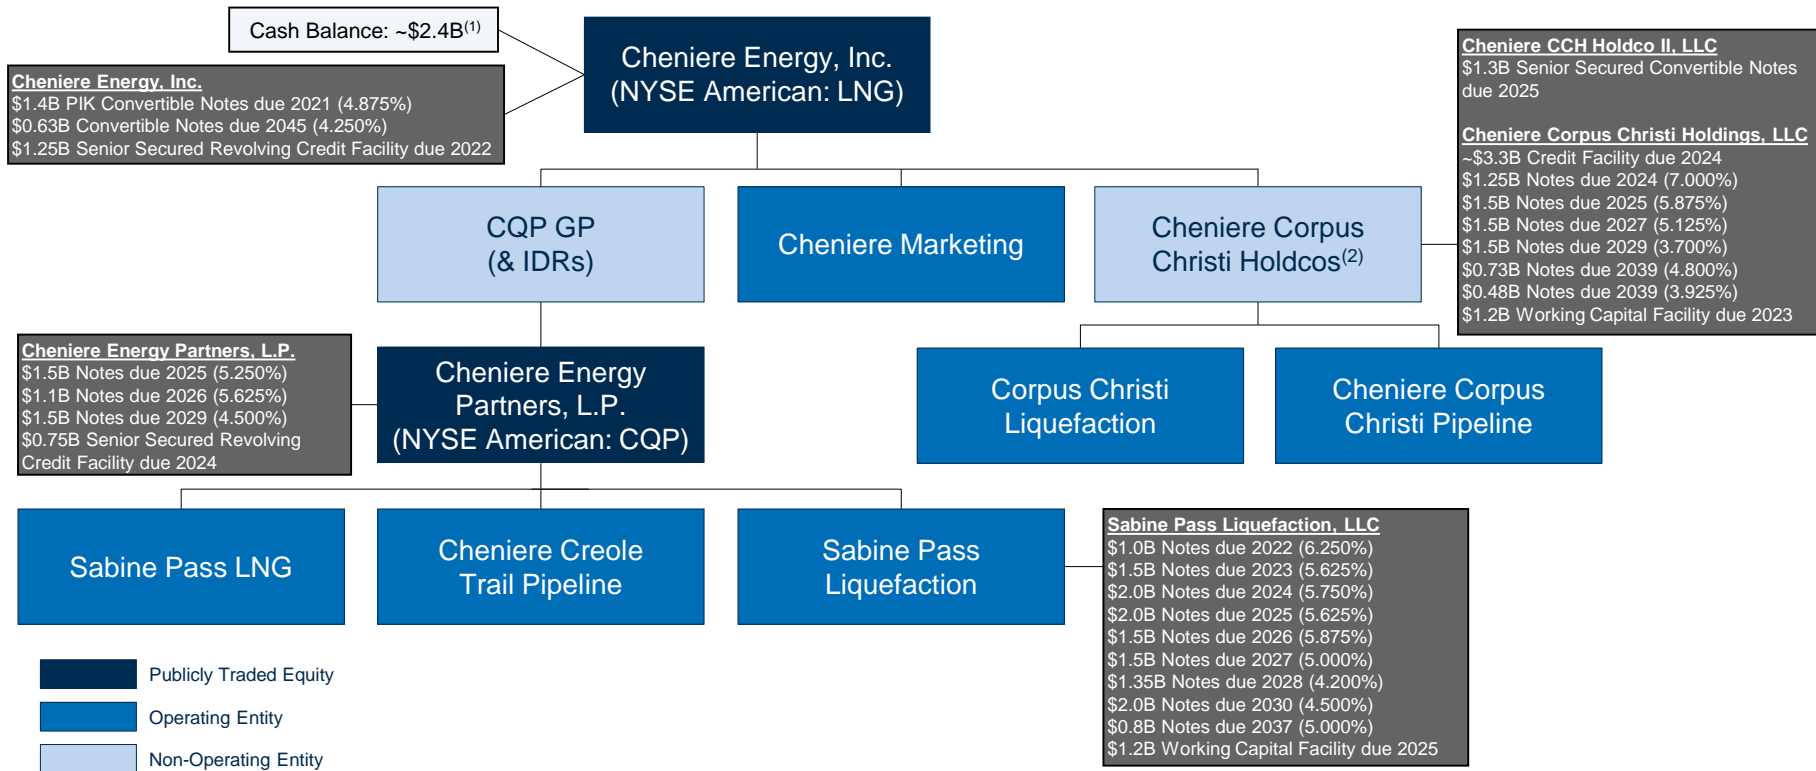 Cash Balance: ~$2.4B(1)
Cheniere Energy, Inc.
(NYSE American: LNG)
Cheniere Energy, Inc.
$1.4B PIK Convertible Notes due 2021 (4.875%)
$0.63B Convertible Notes due 2045 (4.250%)
$1.25B Senior Secured Revolving Credit Facility due 2022
Cheniere CCH Holdco II, LLC
$1.3B Senior Secured Convertible Notes
due 2025
Cheniere Corpus Christi Holdings, LLC
~$3.3B Credit Facility due 2024
$1.25B Notes due 2024 (7.000%)
$1.5B Notes due 2025 (5.875%)
$1.5B Notes due 2027 (5.125%)
$1.5B Notes due 2029 (3.700%)
$0.73B Notes due 2039 (4.800%)
$0.48B Notes due 2039 (3.925%)
$1.2B Working Capital Facility due 2023
CQP GP
(& IDRs)
Cheniere Marketing
Cheniere Corpus
Christi Holdcos(2)
Cheniere Energy Partners, L.P.
$1.5B Notes due 2025 (5.250%)
$1.1B Notes due 2026 (5.625%)
$1.5B Notes due 2029 (4.500%)
$0.75B Senior Secured Revolving
Credit Facility due 2024
Cheniere Energy
Partners, L.P.
(NYSE American: CQP)
Corpus Christi
Liquefaction
Cheniere Corpus
Christi Pipeline
Sabine Pass LNG
Cheniere Creole
Trail Pipeline
Sabine Pass
Liquefaction
Sabine Pass Liquefaction, LLC
$1.0B Notes due 2022 (6.250%)
$1.5B Notes due 2023 (5.625%)
$2.0B Notes due 2024 (5.750%)
$2.0B Notes due 2025 (5.625%)
$1.5B Notes due 2026 (5.875%)
$1.5B Notes due 2027 (5.000%)
$1.35B Notes due 2028 (4.200%)
$2.0B Notes due 2030 (4.500%)
$0.8B Notes due 2037 (5.000%)
$1.2B Working Capital Facility due 2025
Publicly Traded Equity
Operating Entity
Non-Operating Entity